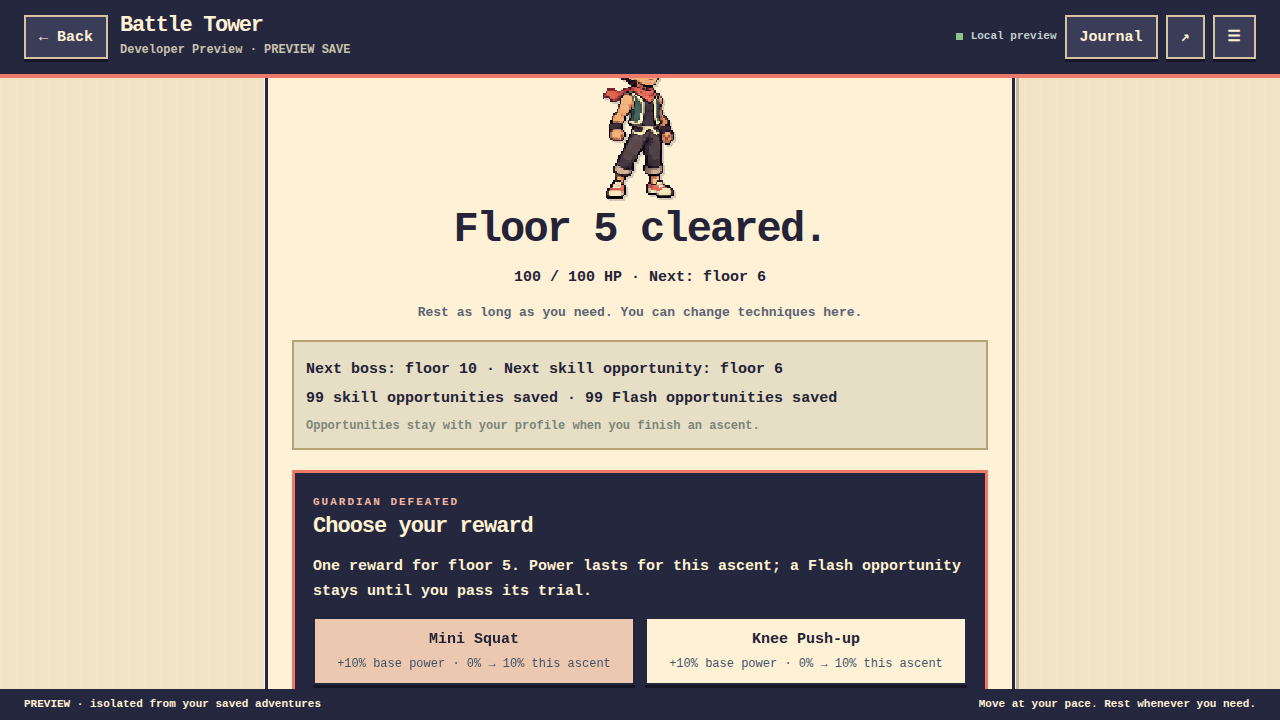 ← Back
Battle Tower
Developer Preview · PREVIEW SAVE
Local preview
Journal
↗
☰
Floor 5 cleared.
100 / 100 HP · Next: floor 6
Rest as long as you need. You can change techniques here.
Next boss: floor 10 · Next skill opportunity: floor 6
99 skill opportunities saved · 99 Flash opportunities saved
Opportunities stay with your profile when you finish an ascent.
GUARDIAN DEFEATED
Choose your reward
One reward for floor 5. Power lasts for this ascent; a Flash opportunity
stays until you pass its trial.
Mini Squat
+10% base power · 0% → 10% this ascent
Knee Push-up
+10% base power · 0% → 10% this ascent
PREVIEW · isolated from your saved adventures
Move at your pace. Rest whenever you need.